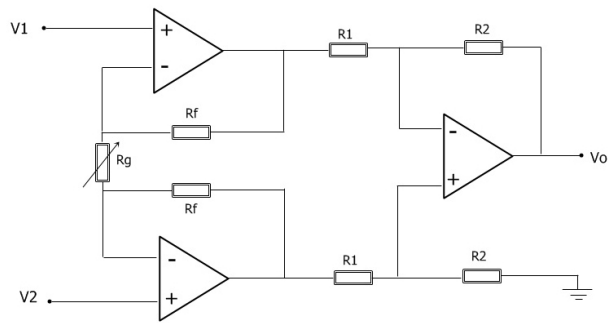 V1
+
-
R1
R2
Rf
Rg
Rf
-
+
Vo
-
+
R1
R2
V2